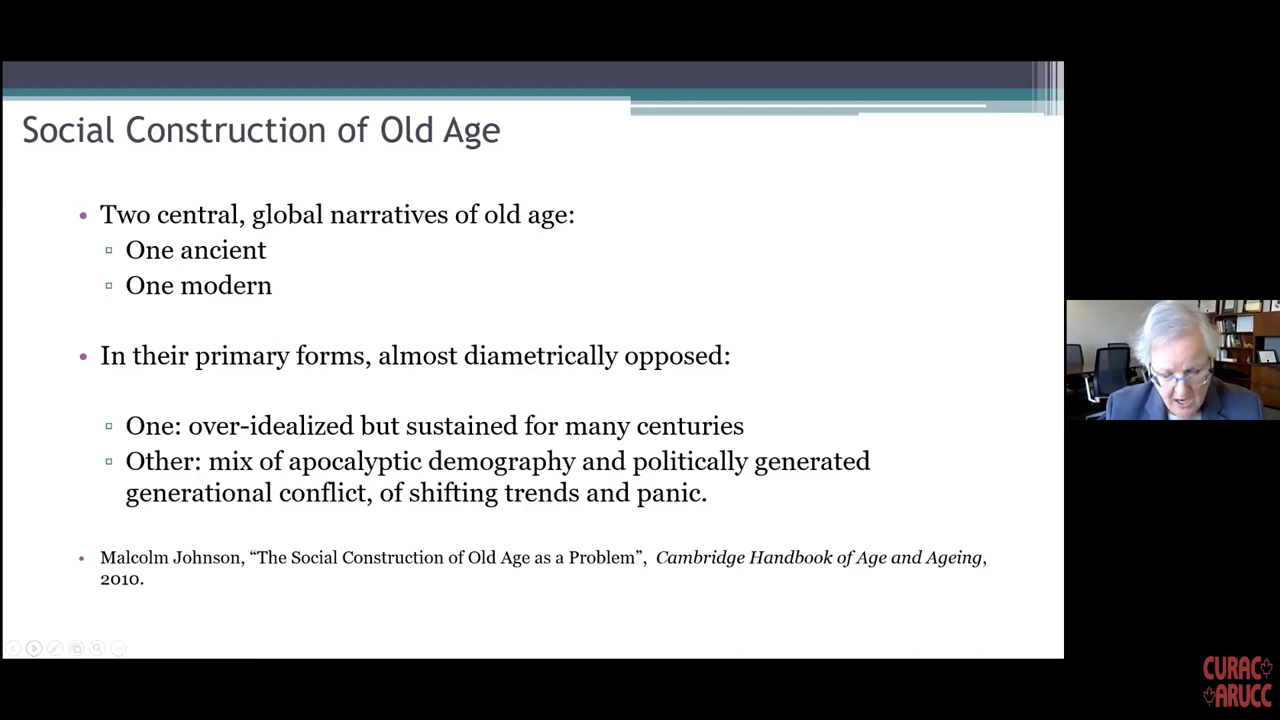 Social Construction of Old Age
• Two central, global narratives of old age:
▫ One ancient
▫ One modern
• In their primary forms, almost diametrically opposed:
▫ One: over-idealized but sustained for many centuries
▫ Other: mix of apocalyptic demography and politically generated
generational conflict, of shifting trends and panic.
• Malcolm Johnson, “The Social Construction of Old Age as a Problem”, Cambridge Handbook of Age and Ageing,
2010.
CURAC
ARUCC